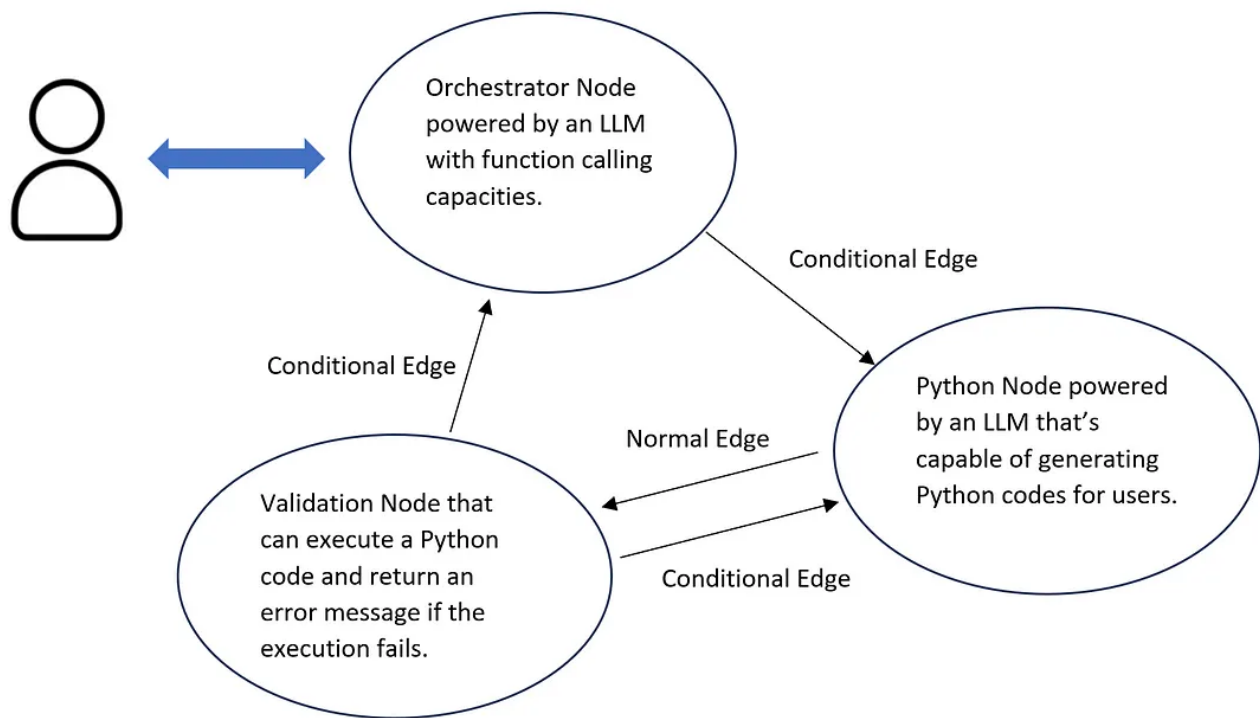 Orchestrator Node
powered by an LLM
with function calling
capacities.
Conditional Edge
Conditional Edge
Python Node powered
by an LLM that’s
capable of generating
Python codes for users.
Normal Edge
Validation Node that
can execute a Python
code and return an
error message if the
execution fails.
Conditional Edge